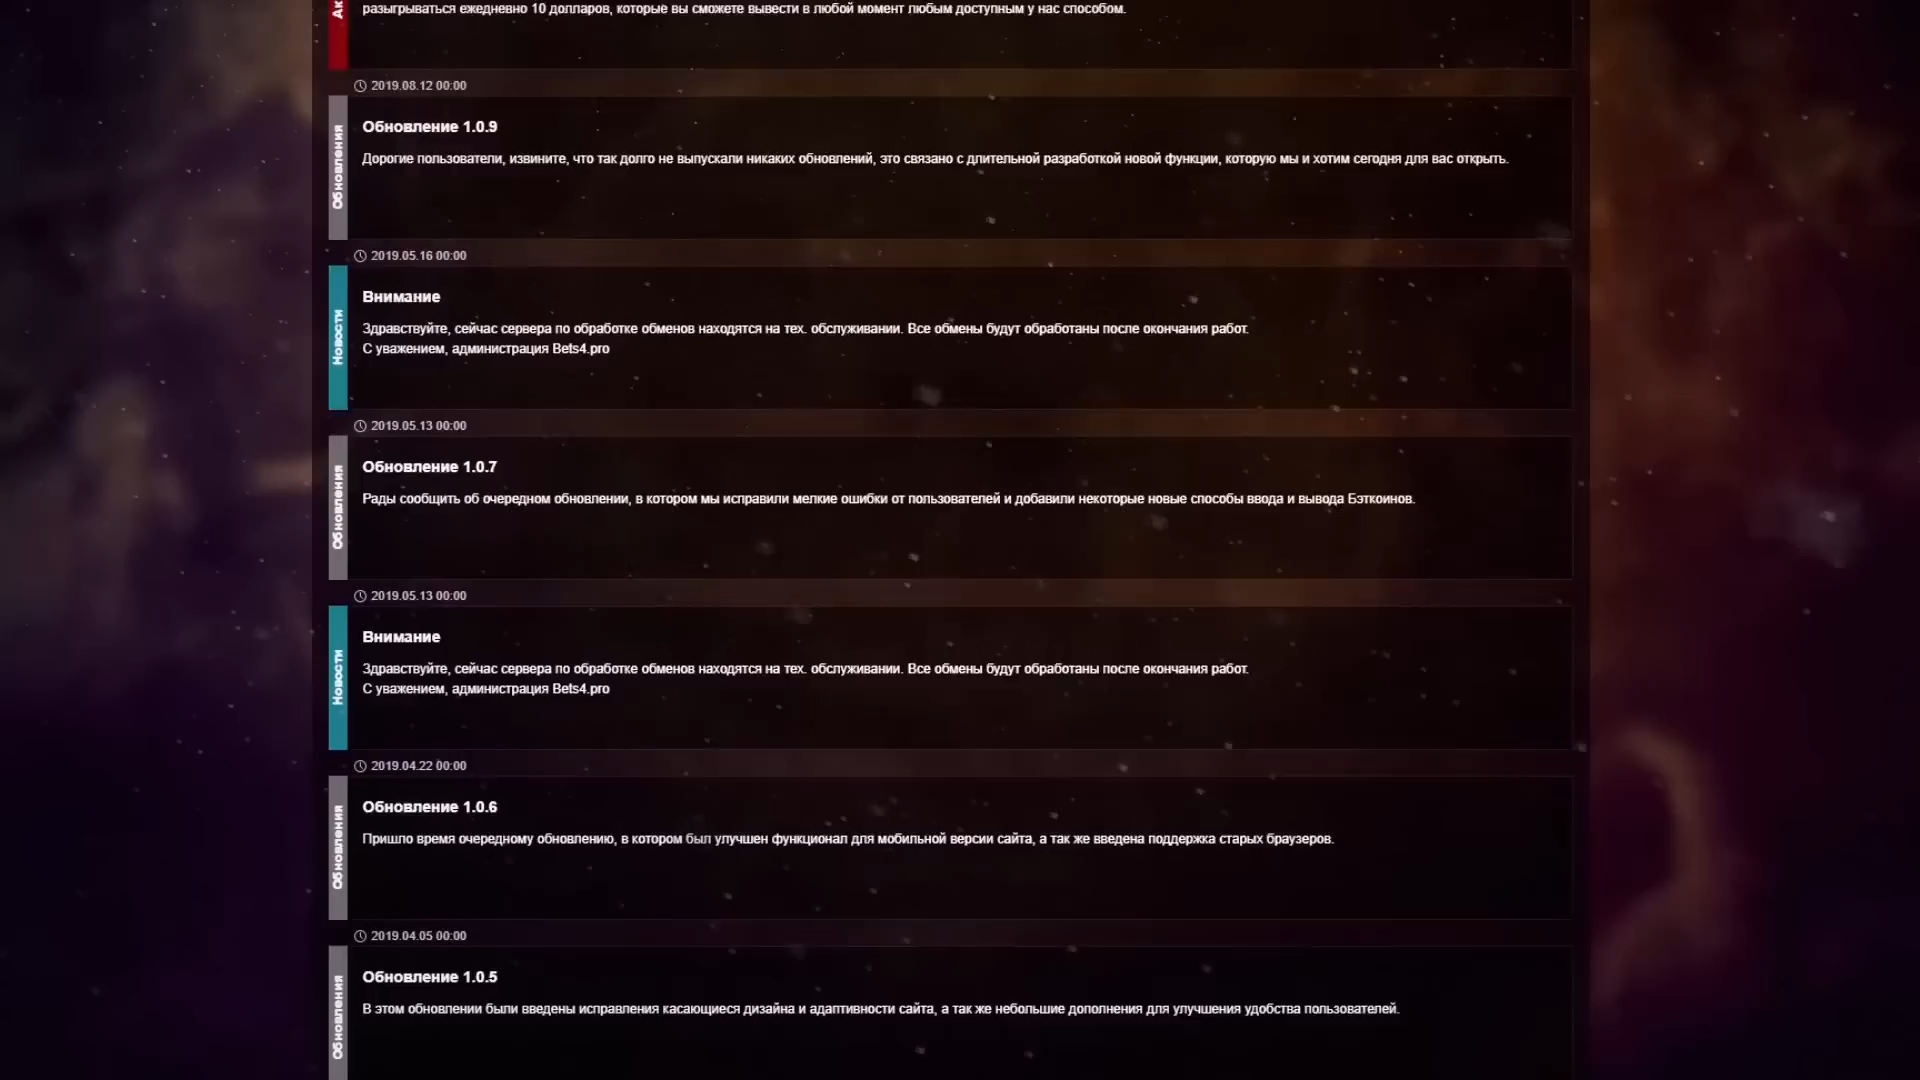 Ак
разыгрываться ежедневно 10 долларов, которые вы сможете вывести в любой момент любым доступным у нас способом.
2019.08.12 00:00
Обновления
Обновление 1.0.9
Дорогие пользователи, извините, что так долго не выпускали никаких обновлений, это связано с длительной разработкой новой функции, которую мы и хотим сегодня для вас открыть.
2019.05.16 00:00
Новости
Внимание
Здравствуйте, сейчас сервера по обработке обменов находятся на тех. обслуживании. Все обмены будут обработаны после окончания работ.
С уважением, администрация Bets4.pro
2019.05.13 00:00
Обновления
Обновление 1.0.7
Рады сообщить об очередном обновлении, в котором мы исправили мелкие ошибки от пользователей и добавили некоторые новые способы ввода и вывода Бэткоинов.
2019.05.13 00:00
Новости
Внимание
Здравствуйте, сейчас сервера по обработке обменов находятся на тех. обслуживании. Все обмены будут обработаны после окончания работ.
С уважением, администрация Bets4.pro
2019.04.22 00:00
Обновления
Обновление 1.0.6
Пришло время очередному обновлению, в котором был улучшен функционал для мобильной версии сайта, а так же введена поддержка старых браузеров.
2019.04.05 00:00
Обновления
Обновление 1.0.5
В этом обновлении были введены исправления касающиеся дизайна и адаптивности сайта, а так же небольшие дополнения для улучшения удобства пользователей.